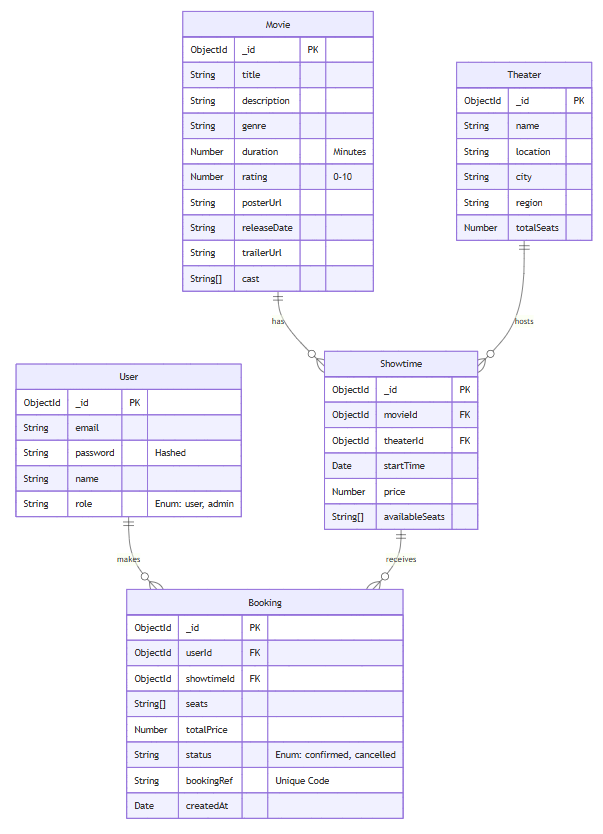 Movie
ObjectId _id PK
String title
String description
String genre
Number duration Minutes
Number rating 0-10
String posterUrl
String releaseDate
String trailerUrl
String[] cast
Theater
ObjectId _id PK
String name
String location
String city
String region
Number totalSeats
has
hosts
Showtime
ObjectId _id PK
ObjectId movieId FK
ObjectId theaterId FK
Date startTime
Number price
String[] availableSeats
User
ObjectId _id PK
String email
String password Hashed
String name
String role Enum: user, admin
makes
receives
Booking
ObjectId _id PK
ObjectId userId FK
ObjectId showtimeId FK
String[] seats
Number totalPrice
String status Enum: confirmed, cancelled
String bookingRef Unique Code
Date createdAt